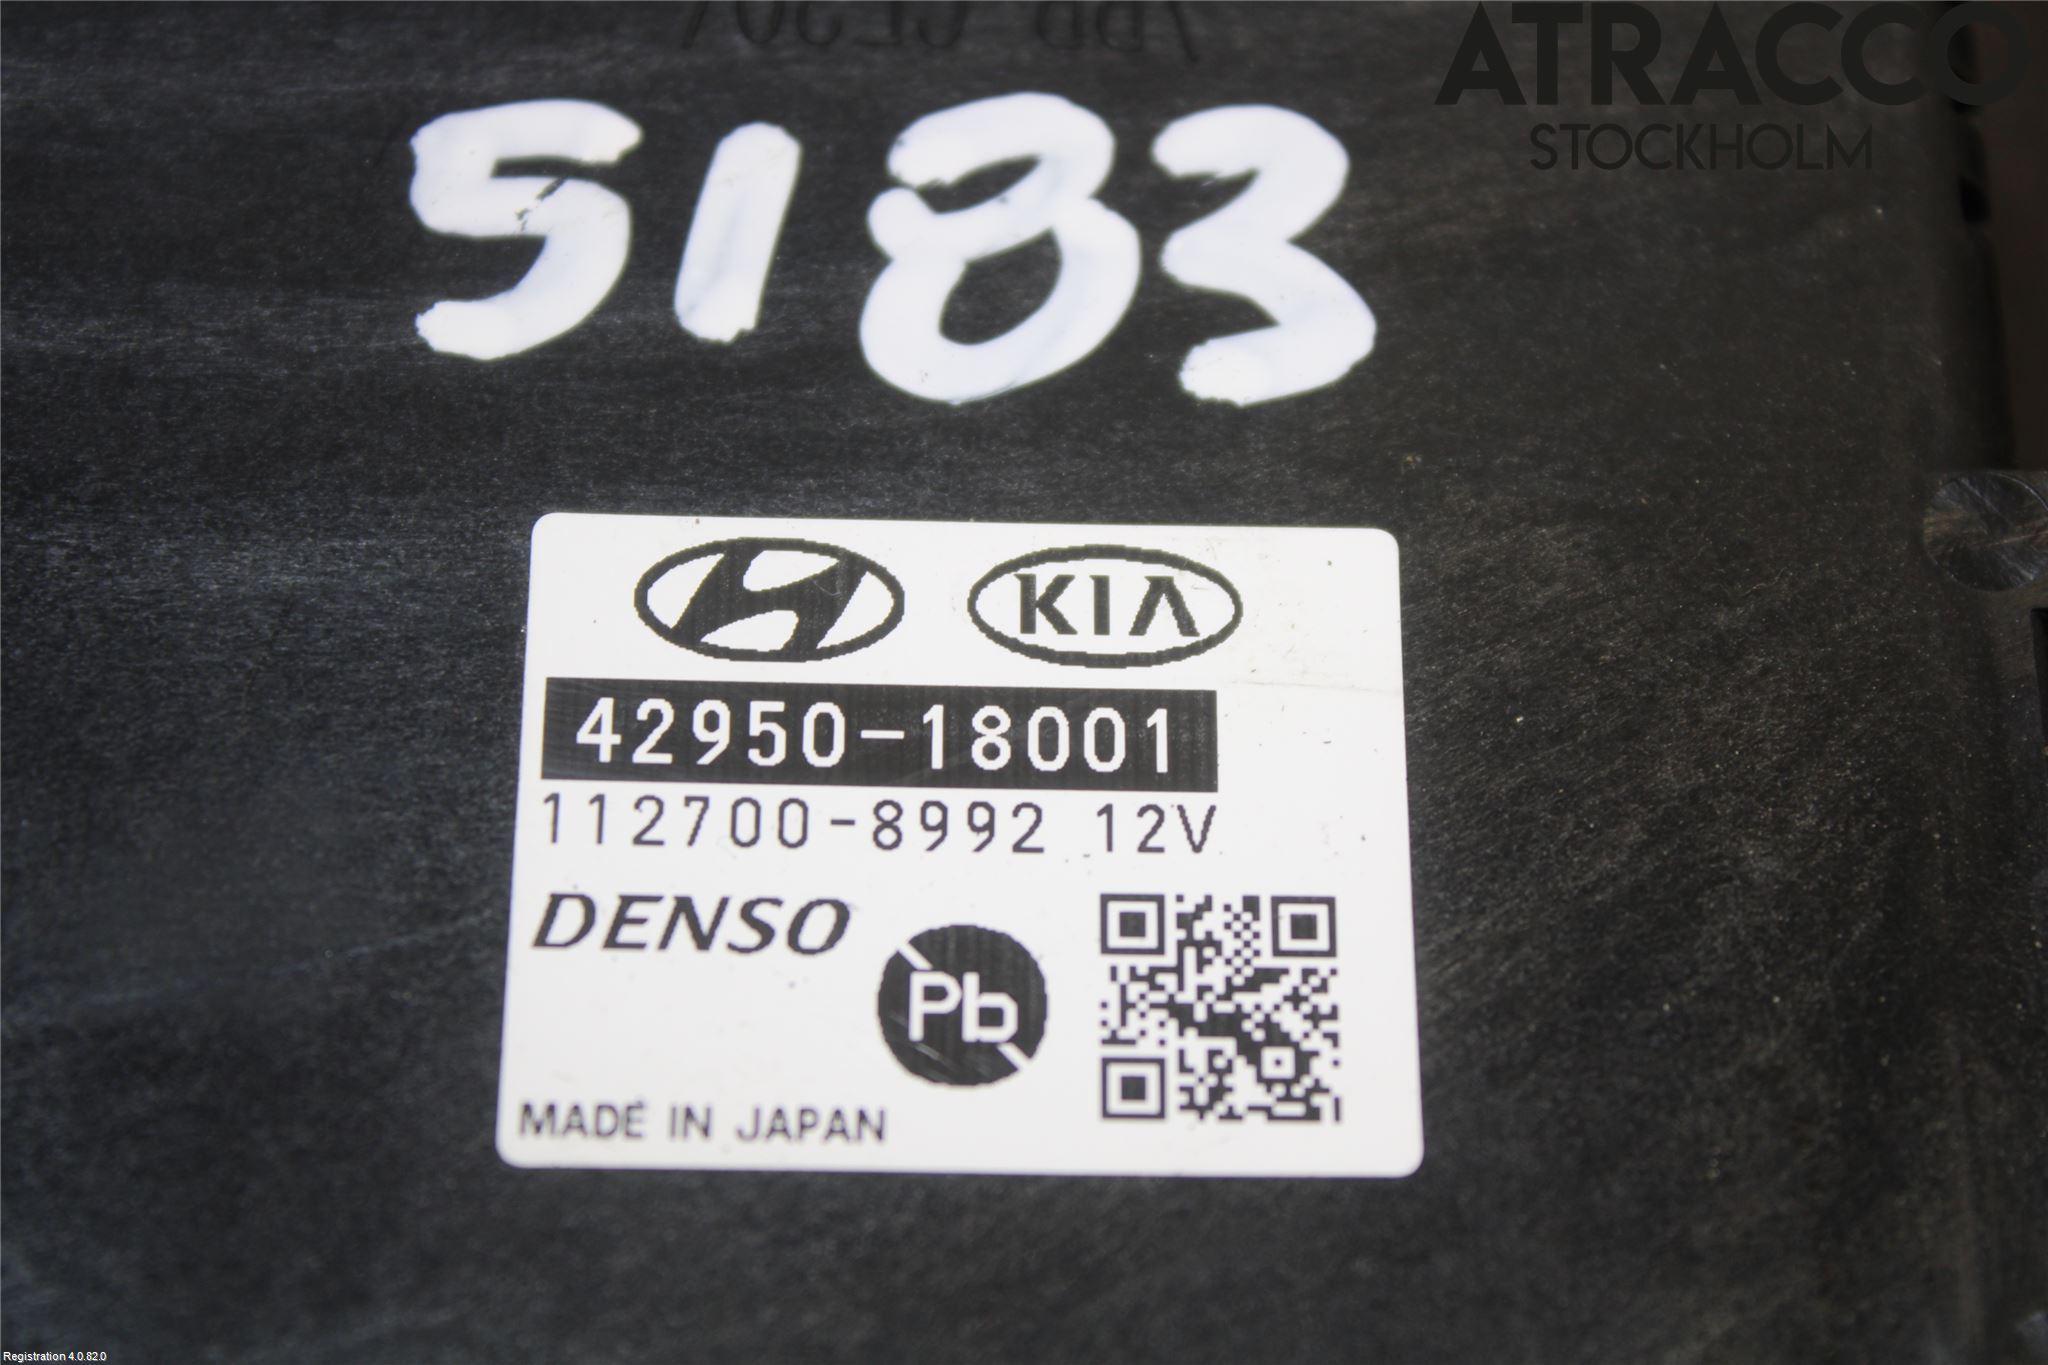 ATRACCO
STOCKHOLM
5183
KIA
42950-18001
112700-8992 12V
DENSO
Pb
MADE IN JAPAN
Registration 4.0.82.0